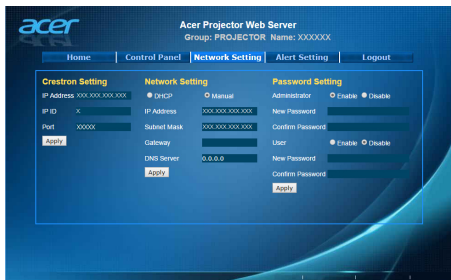 acer
Acer Projector Web Server
Group: PROJECTOR Name: XXXXXX
Home Control Panel Network Setting Alert Setting Logout
Crestron Setting
IP Address XXX.XXX.XXX.XXX
IP ID X
Port XXXXX
Apply
Network Setting
DHCP Manual
IP Address XXX.XXX.XXX.XXX
Subnet Mask XXX.XXX.XXX.XXX
Gateway
DNS Server 0.0.0.0
Apply
Password Setting
Administrator Enable Disable
New Password
Confirm Password
User Enable Disable
New Password
Confirm Password
Apply